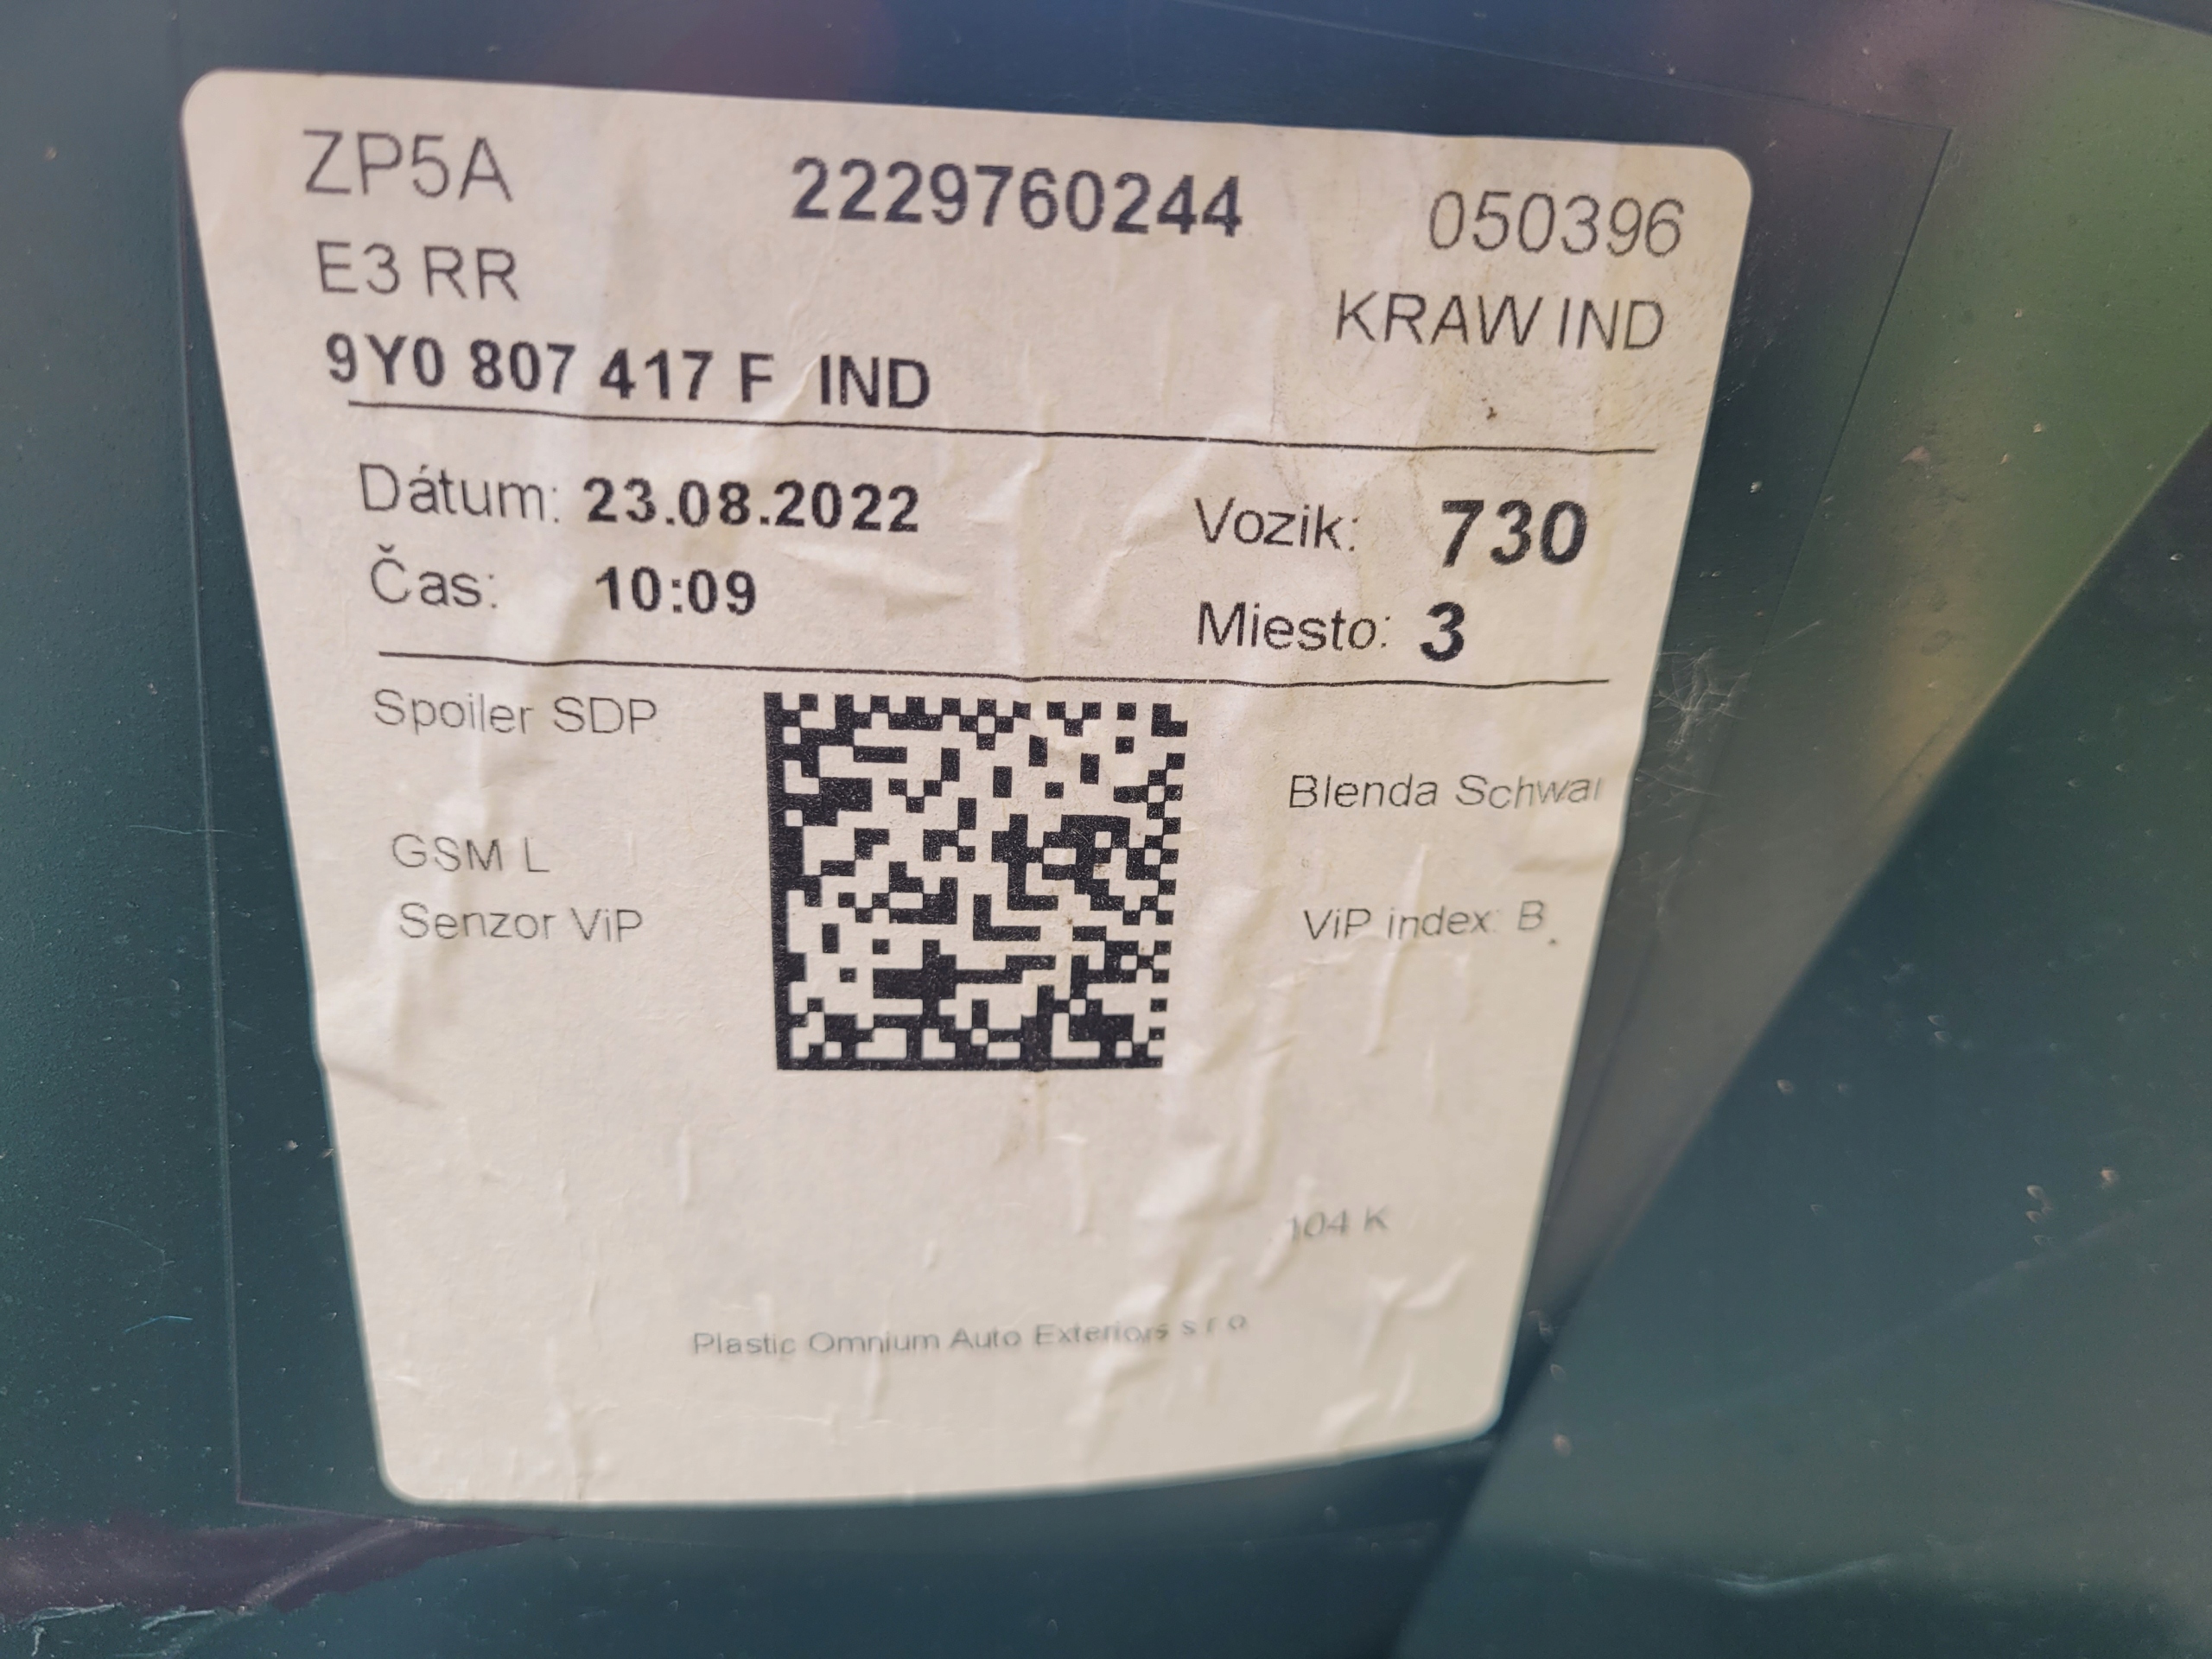 ZP5A 2229760244 050396
E3 RR KRAW IND
9Y0 807 417 F IND
Dátum: 23.08.2022 Vozik: 730
Čas: 10:09 Miesto: 3
Spoiler SDP
Blenda Schwar
GSM L
Senzor ViP ViP index: B
104 K
Plastic Omnium Auto Exteriors s r o